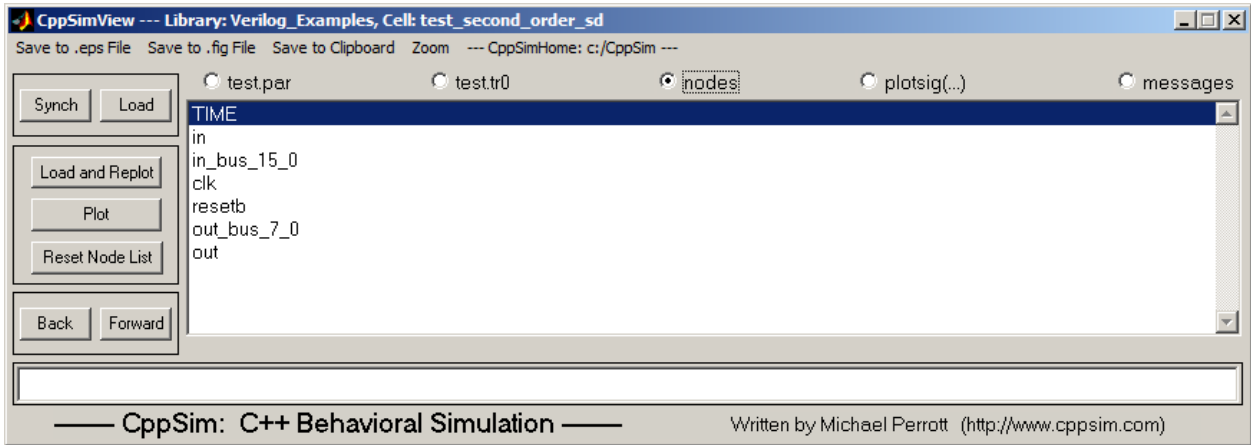 CppSimView --- Library: Verilog_Examples, Cell: test_second_order_sd
Save to .eps File Save to .fig File Save to Clipboard Zoom --- CppSimHome: c:/CppSim ---
Synch Load
test.par test.tr0 nodes plotsig(...) messages
TIME
in
in_bus_15_0
clk
resetb
out_bus_7_0
out
Load and Replot
Plot
Reset Node List
Back Forward
CppSim: C++ Behavioral Simulation
Written by Michael Perrott (http://www.cppsim.com)